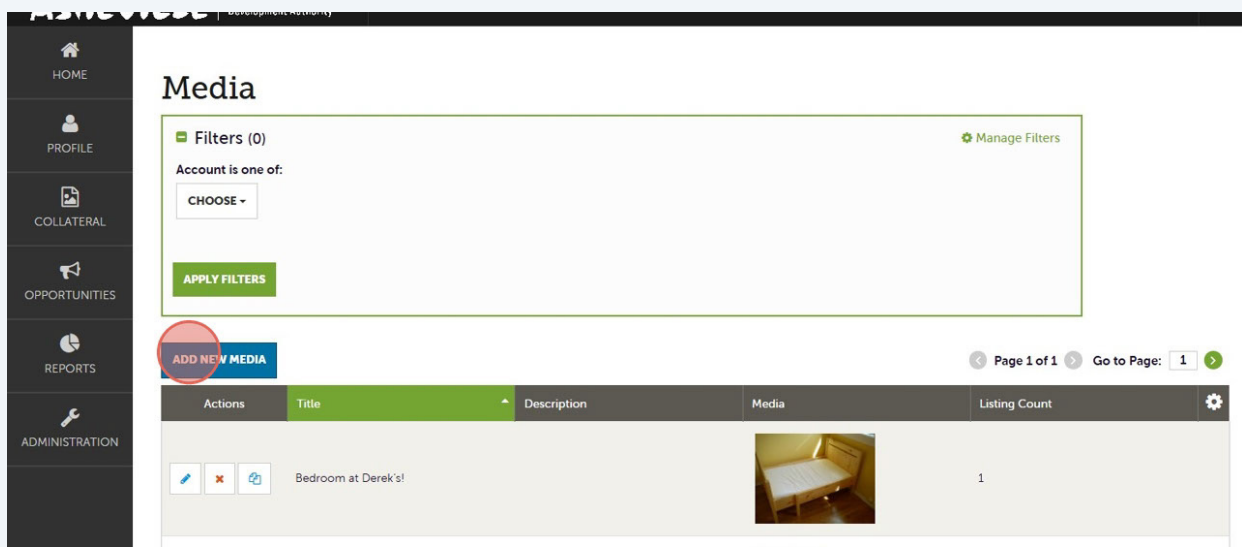 ASHEVILLE
Development Authority
HOME
PROFILE
COLLATERAL
OPPORTUNITIES
REPORTS
ADMINISTRATION
Media
Filters (0)
Manage Filters
Account is one of:
CHOOSE
APPLY FILTERS
ADD NEW MEDIA
Page 1 of 1
Go to Page: 1
Actions Title Description Media Listing Count
Bedroom at Derek's! 1